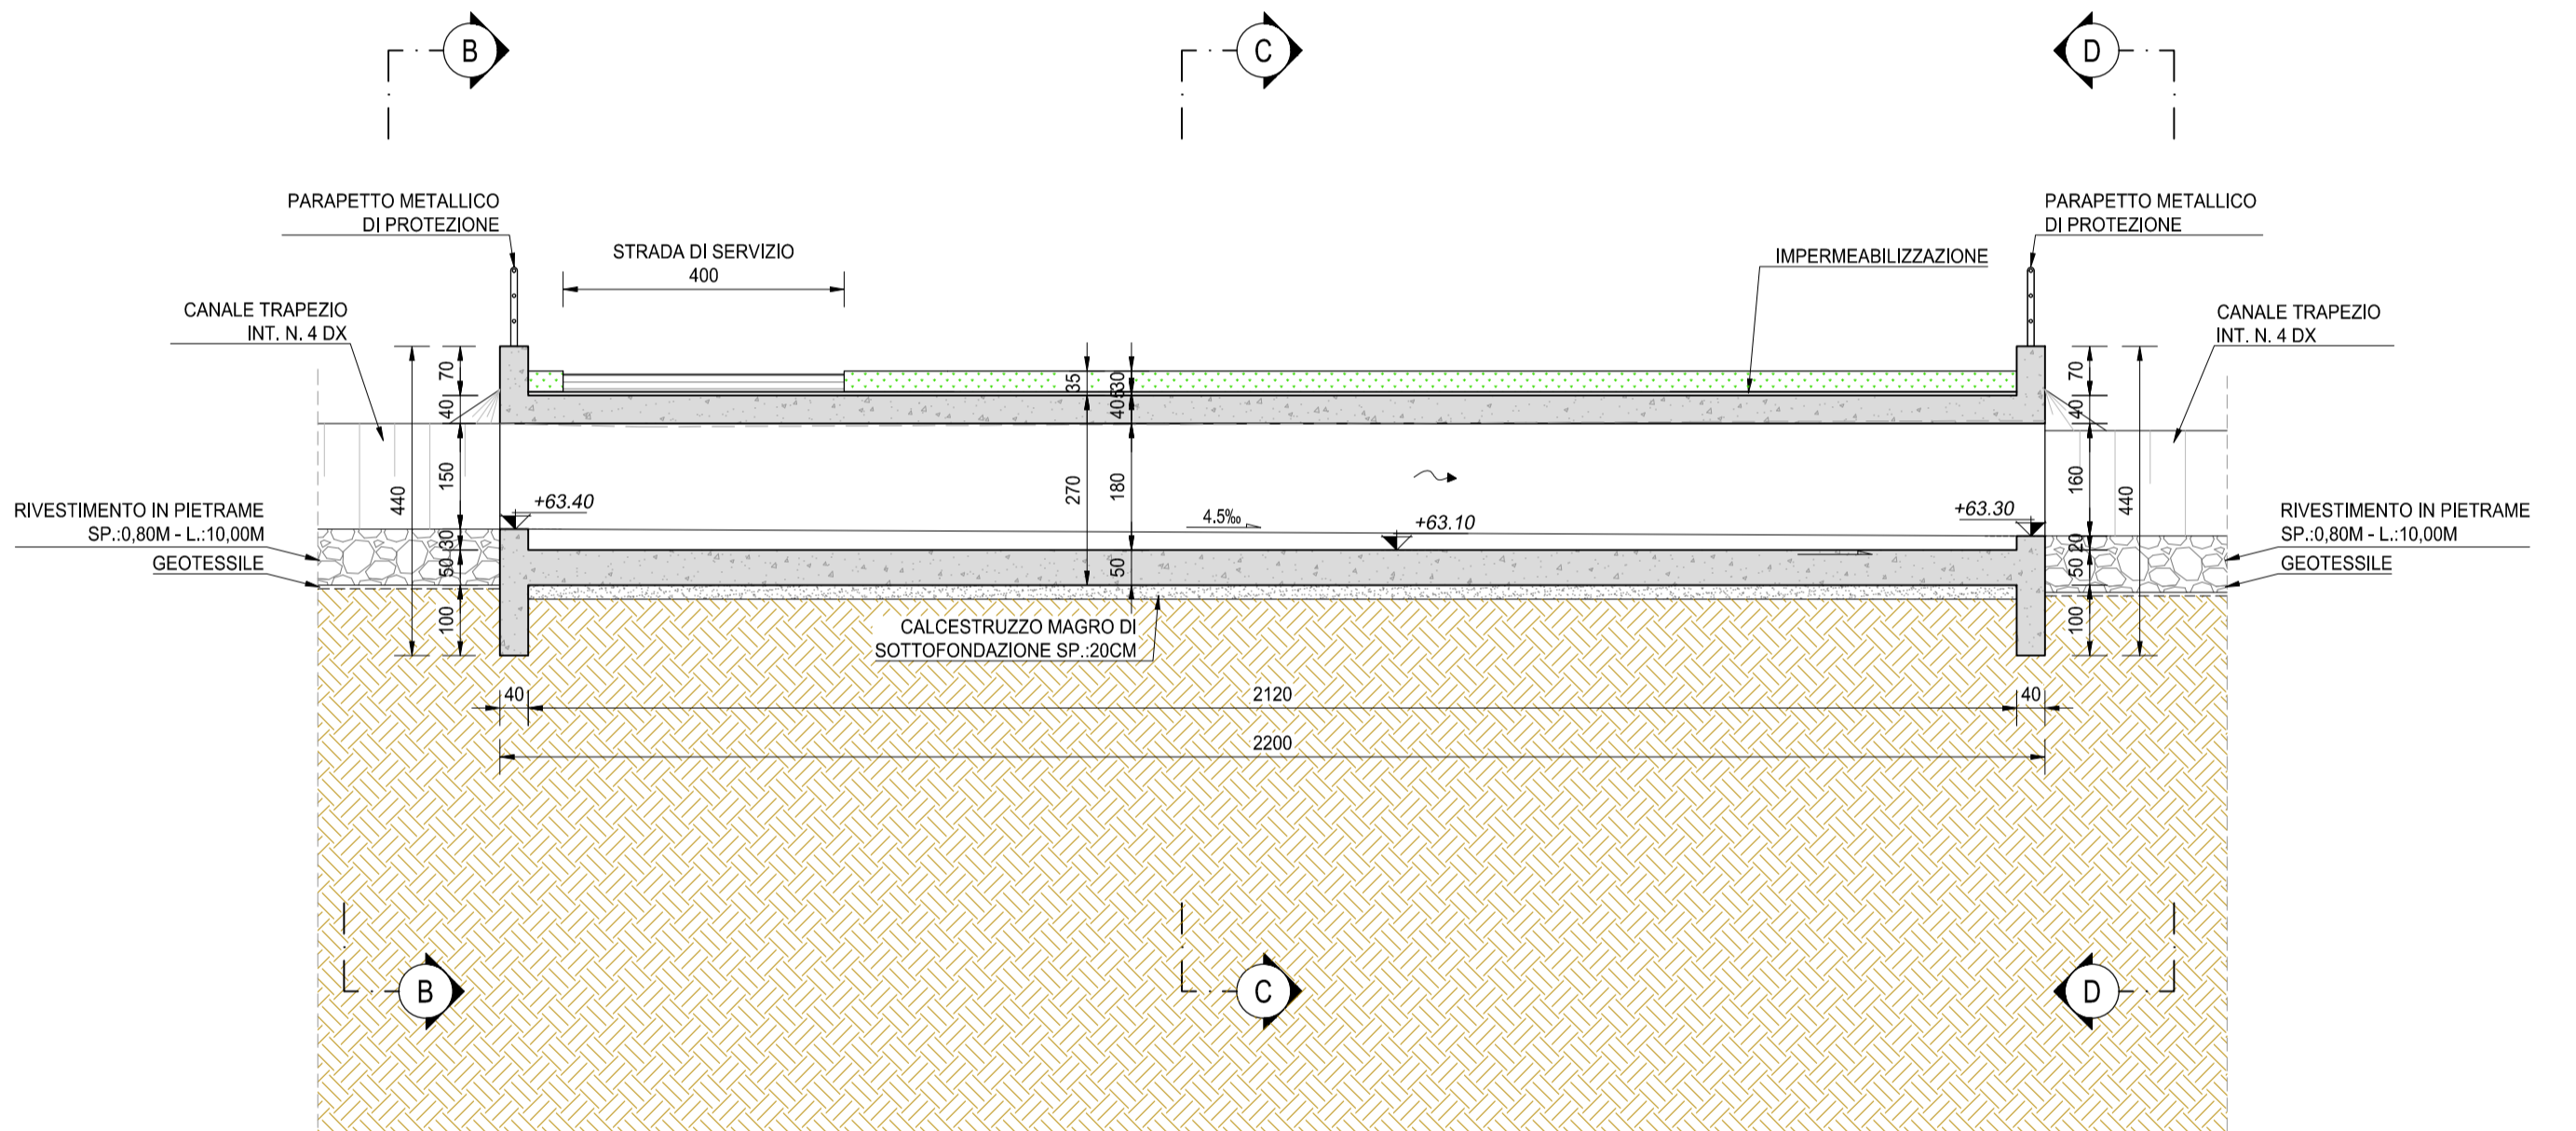 B
C
D
PARAPETTO METALLICO
DI PROTEZIONE
PARAPETTO METALLICO
DI PROTEZIONE
STRADA DI SERVIZIO
400
IMPERMEABILIZZAZIONE
CANALE TRAPEZIO
INT. N. 4 DX
CANALE TRAPEZIO
INT. N. 4 DX
70
40
150
30
50
100
440
35
270
30
5
40
180
50
70
40
160
20
50
100
440
+63.40
4.5‰
+63.10
+63.30
RIVESTIMENTO IN PIETRAME
SP.:0,80M - L.:10,00M
GEOTESSILE
RIVESTIMENTO IN PIETRAME
SP.:0,80M - L.:10,00M
GEOTESSILE
CALCESTRUZZO MAGRO DI
SOTTOFONDAZIONE SP.:20CM
40
2120
40
2200
B
C
D